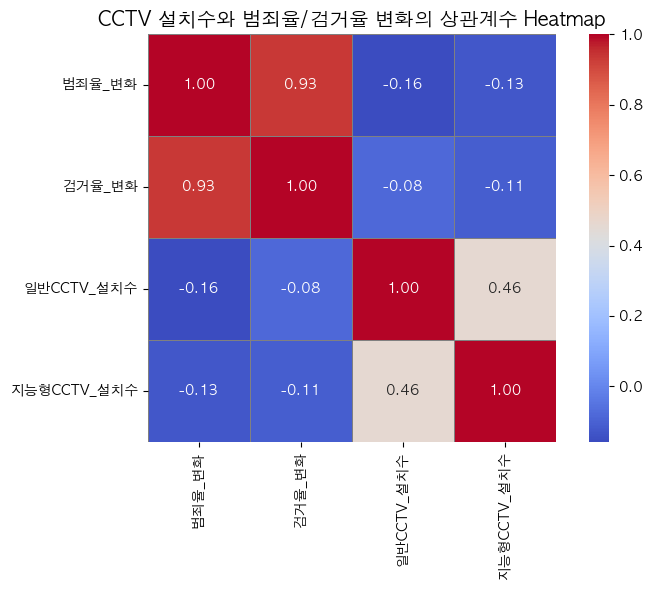 CCTV 설치수와 범죄율/검거율 변화의 상관계수 Heatmap
범죄율_변화 1.00 0.93 -0.16 -0.13
검거율_변화 0.93 1.00 -0.08 -0.11
일반CCTV_설치수 -0.16 -0.08 1.00 0.46
지능형CCTV_설치수 -0.13 -0.11 0.46 1.00
범죄율_변화
검거율_변화
일반CCTV_설치수
지능형CCTV_설치수
1.0
0.8
0.6
0.4
0.2
0.0